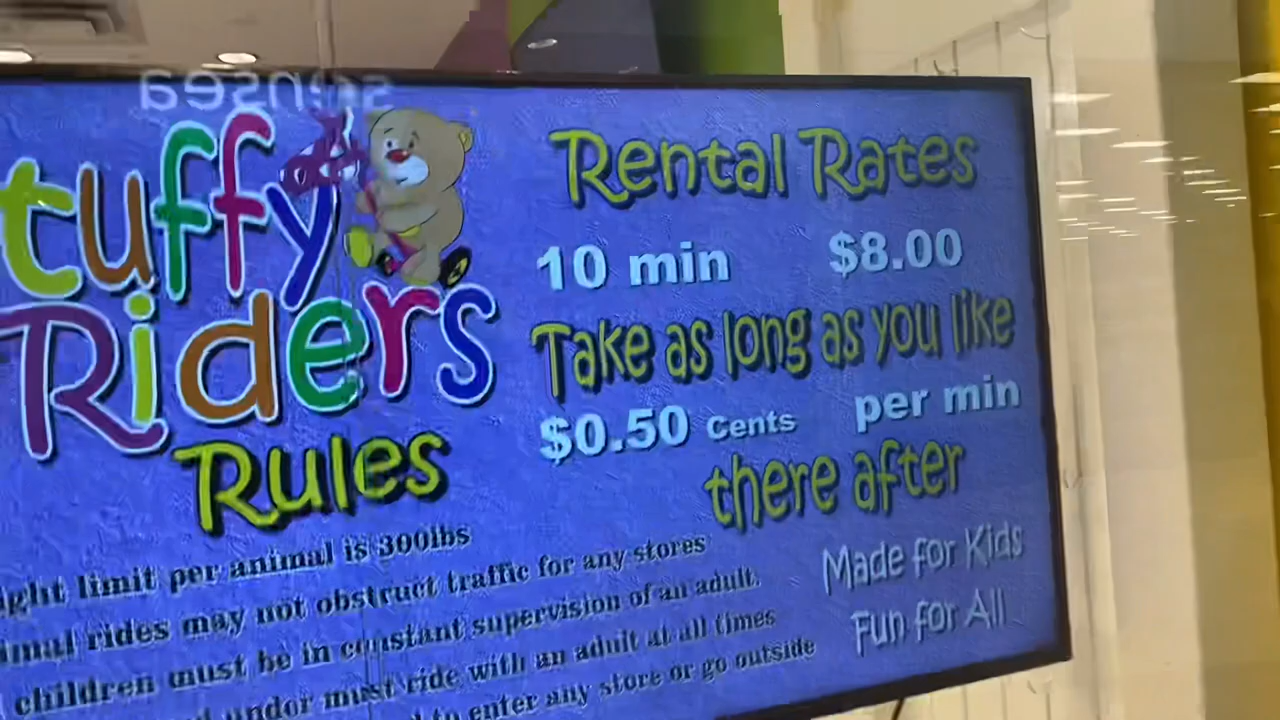 tuffy
Riders
Rules
Rental Rates
10 min $8.00
Take as long as you like
$0.50 Cents per min
there after
Made for Kids
Fun for All
ight limit per animal is 300lbs
imal rides may not obstruct traffic for any stores
children must be in constant supervision of an adult.
under must ride with an adult at all times
to enter any store or go outside